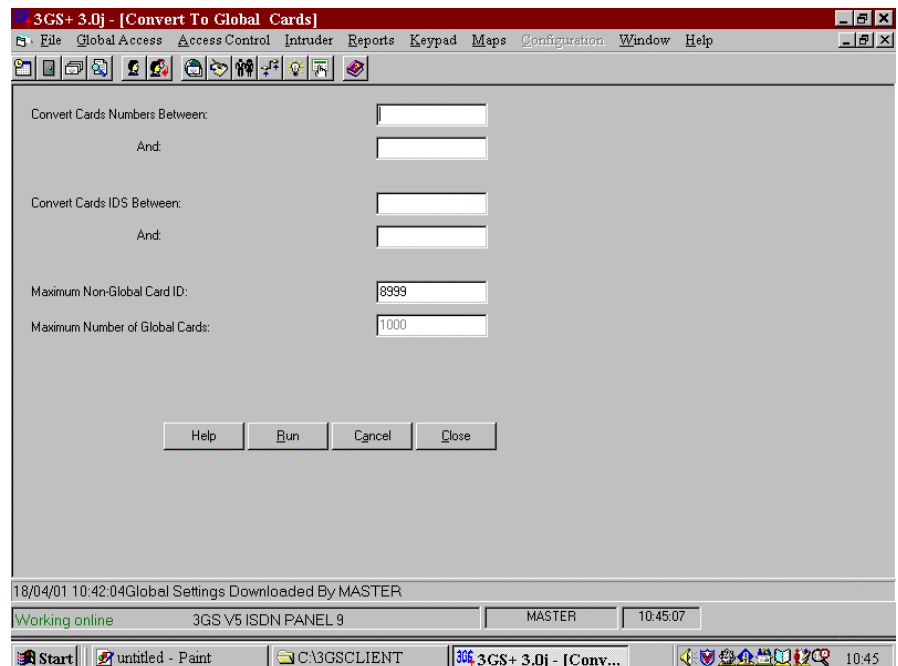 3GS+ 3.0j - [Convert To Global Cards]
File Global Access Access Control Intruder Reports Keypad Maps Configuration Window Help
Convert Cards Numbers Between:
And:
Convert Cards IDS Between:
And:
Maximum Non-Global Card ID: 8999
Maximum Number of Global Cards: 1000
Help Run Cancel Close
18/04/01 10:42:04Global Settings Downloaded By MASTER
Working online 3GS V5 ISDN PANEL 9 MASTER 10:45:07
Start untitled - Paint C:\3GSCLIENT 3GS+ 3.0j - [Conv... 10:45